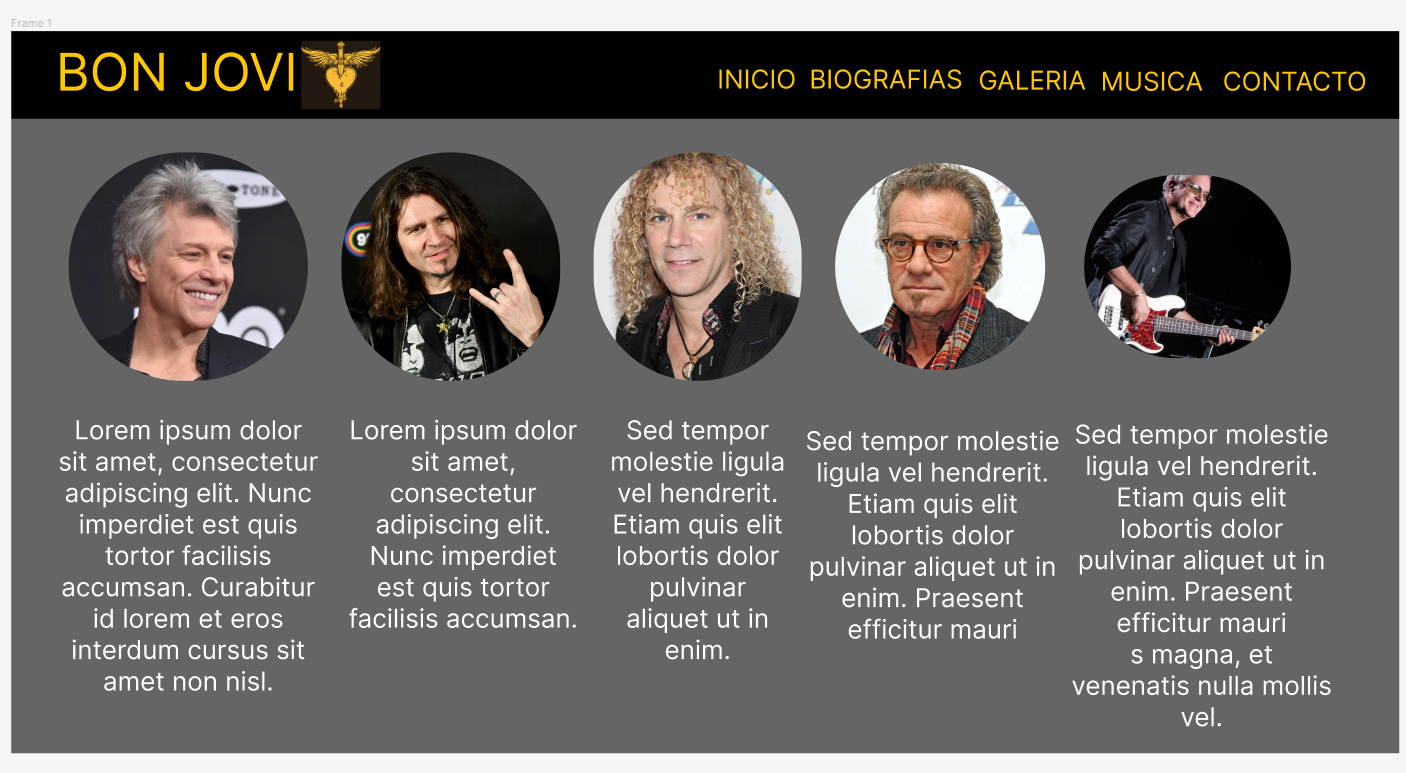 Frame 1
BON JOVI
INICIO BIOGRAFIAS GALERIA MUSICA CONTACTO
TONE
Lorem ipsum dolor
sit amet, consectetur
adipiscing elit. Nunc
imperdiet est quis
tortor facilisis
accumsan. Curabitur
id lorem et eros
interdum cursus sit
amet non nisl.
Lorem ipsum dolor
sit amet,
consectetur
adipiscing elit.
Nunc imperdiet
est quis tortor
facilisis accumsan.
Sed tempor
molestie ligula
vel hendrerit.
Etiam quis elit
lobortis dolor
pulvinar
aliquet ut in
enim.
Sed tempor molestie
ligula vel hendrerit.
Etiam quis elit
lobortis dolor
pulvinar aliquet ut in
enim. Praesent
efficitur mauri
Sed tempor molestie
ligula vel hendrerit.
Etiam quis elit
lobortis dolor
pulvinar aliquet ut in
enim. Praesent
efficitur mauri
s magna, et
venenatis nulla mollis
vel.